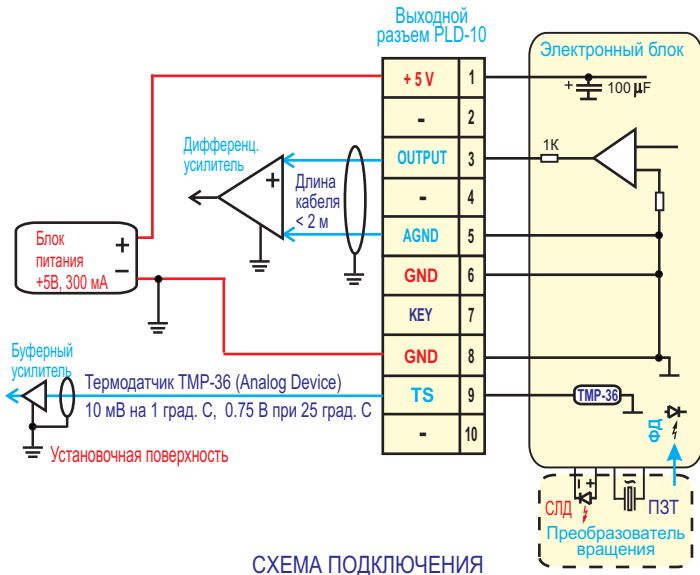 Выходной
разъем PLD-10
Электронный блок
+ 5 V 1
+ 100 μF
- 2
Дифференц.
усилитель
OUTPUT 3
1К
+
Длина
кабеля
< 2 м
- 4
AGND 5
Блок
питания
+5В, 300 мА
+
–
GND 6
KEY 7
GND 8
Буферный
усилитель
Термодатчик TMP-36 (Analog Device)
10 мВ на 1 град. С, 0.75 В при 25 град. С
TS 9
TMP-36
ФД
- 10
Установочная поверхность
– +
≈
СЛД
ПЗТ
Преобразователь
вращения
СХЕМА ПОДКЛЮЧЕНИЯ